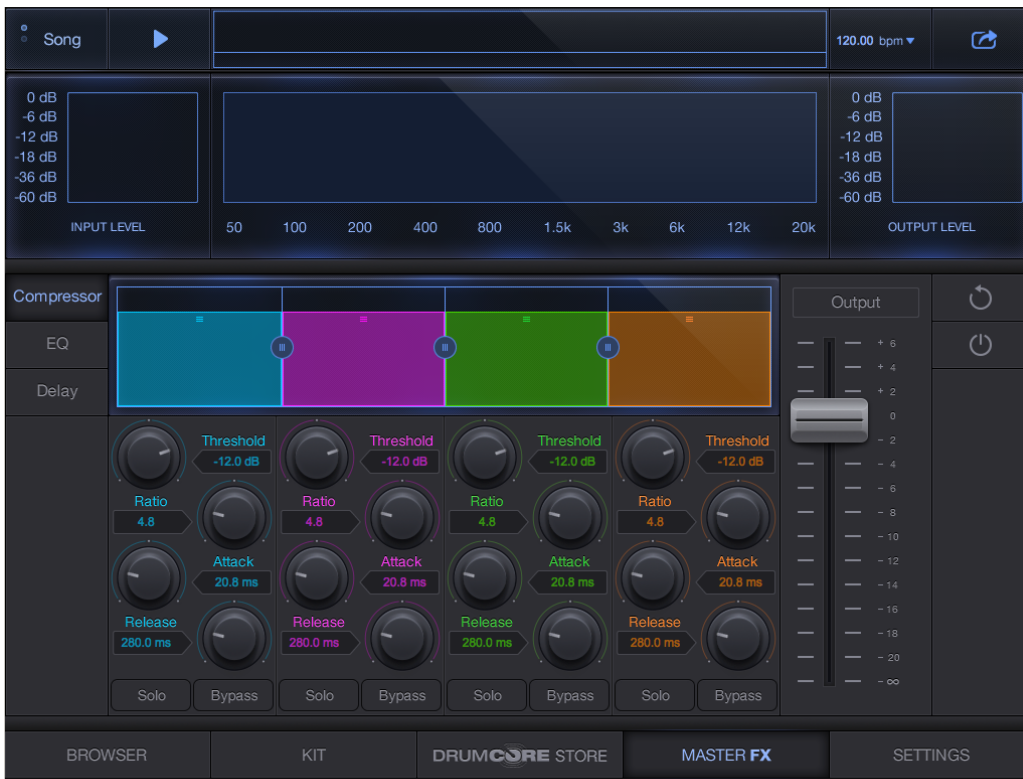 Song
120.00 bpm
0 dB
-6 dB
-12 dB
-18 dB
-36 dB
-60 dB
INPUT LEVEL
50 100 200 400 800 1.5k 3k 6k 12k 20k
0 dB
-6 dB
-12 dB
-18 dB
-36 dB
-60 dB
OUTPUT LEVEL
Compressor
EQ
Delay
Threshold
-12.0 dB
Ratio
4.8
Attack
20.8 ms
Release
280.0 ms
Solo Bypass
Threshold
-12.0 dB
Ratio
4.8
Attack
20.8 ms
Release
280.0 ms
Solo Bypass
Threshold
-12.0 dB
Ratio
4.8
Attack
20.8 ms
Release
280.0 ms
Solo Bypass
Threshold
-12.0 dB
Ratio
4.8
Attack
20.8 ms
Release
280.0 ms
Solo Bypass
Output
+ 6
+ 4
+ 2
0
- 2
- 4
- 6
- 8
- 10
- 12
- 14
- 16
- 18
- 20
- ∞
BROWSER KIT DRUMCORE STORE MASTER FX SETTINGS